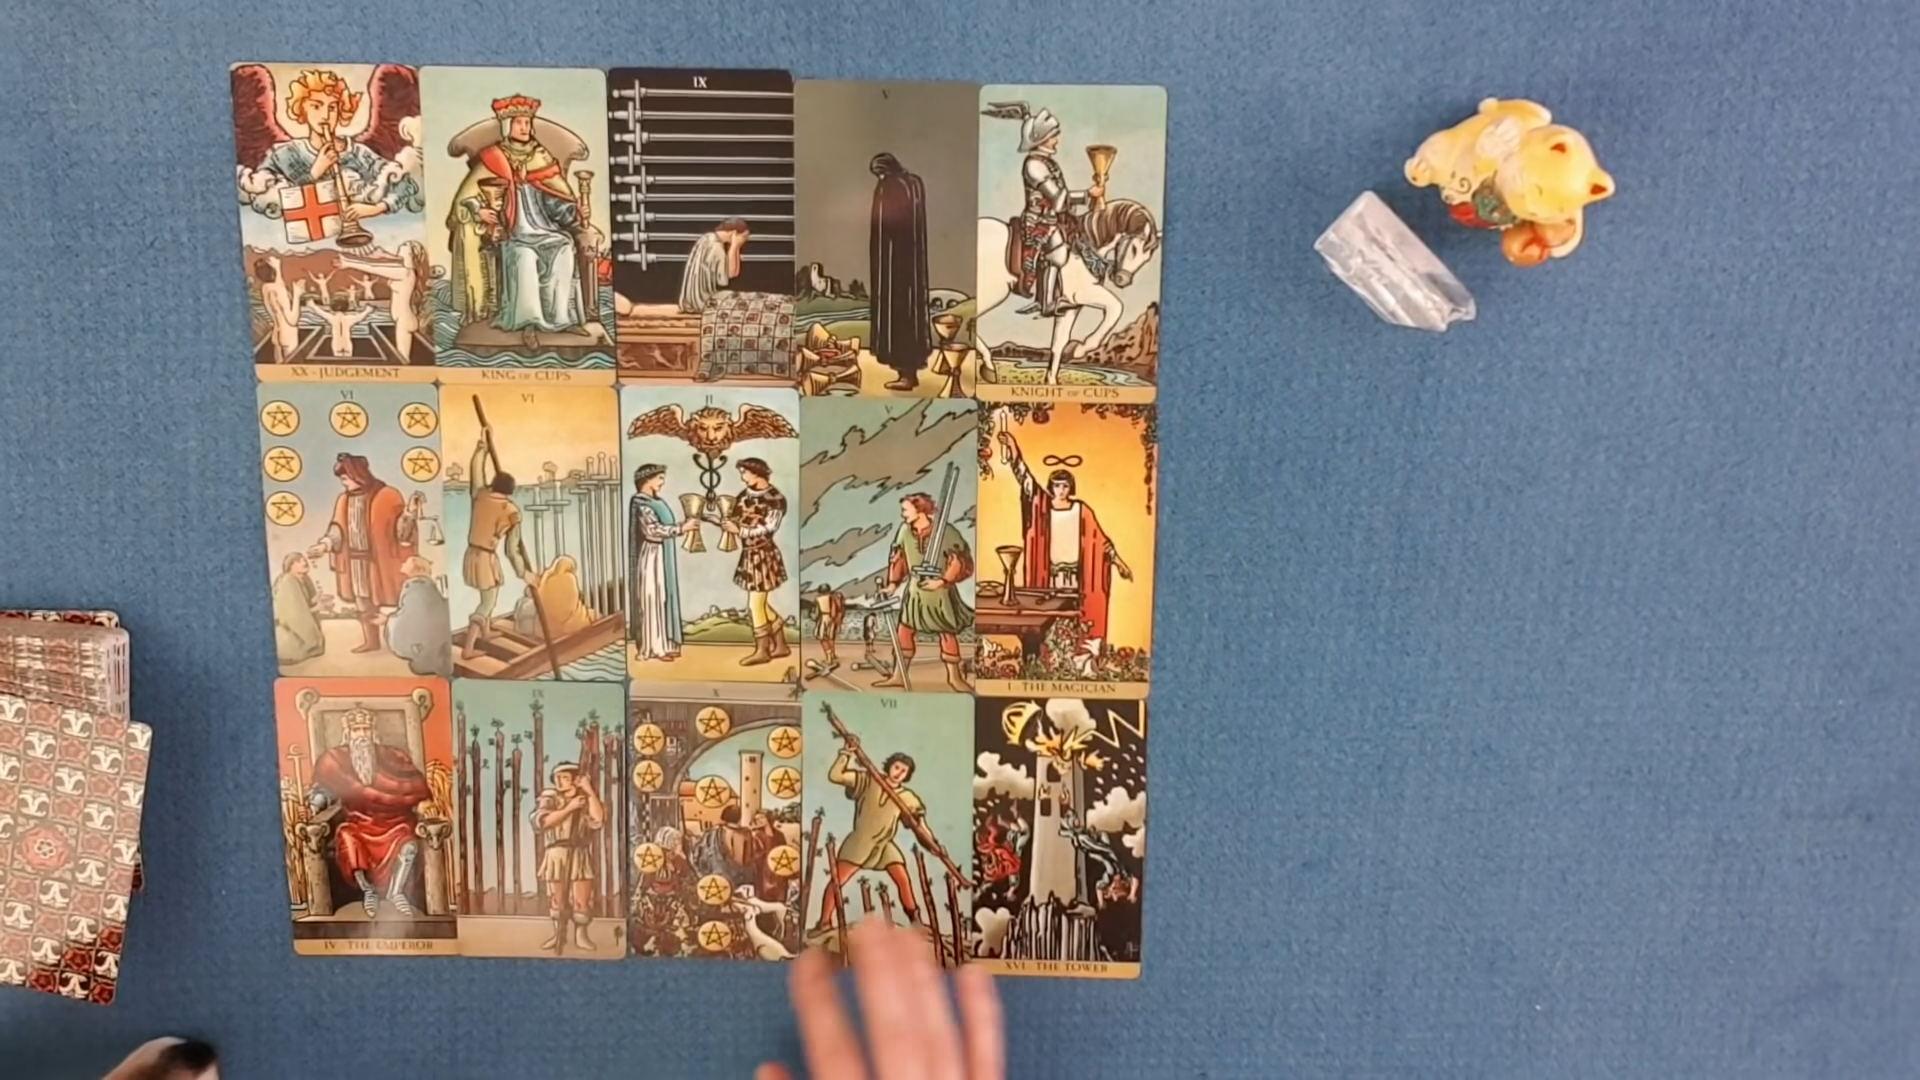 IX
V
XX - JUDGEMENT
KING OF CUPS
KNIGHT OF CUPS
VI
VI
II
V
I THE MAGICIAN
IX
X
VII
IV THE EMPEROR
XVI THE TOWER